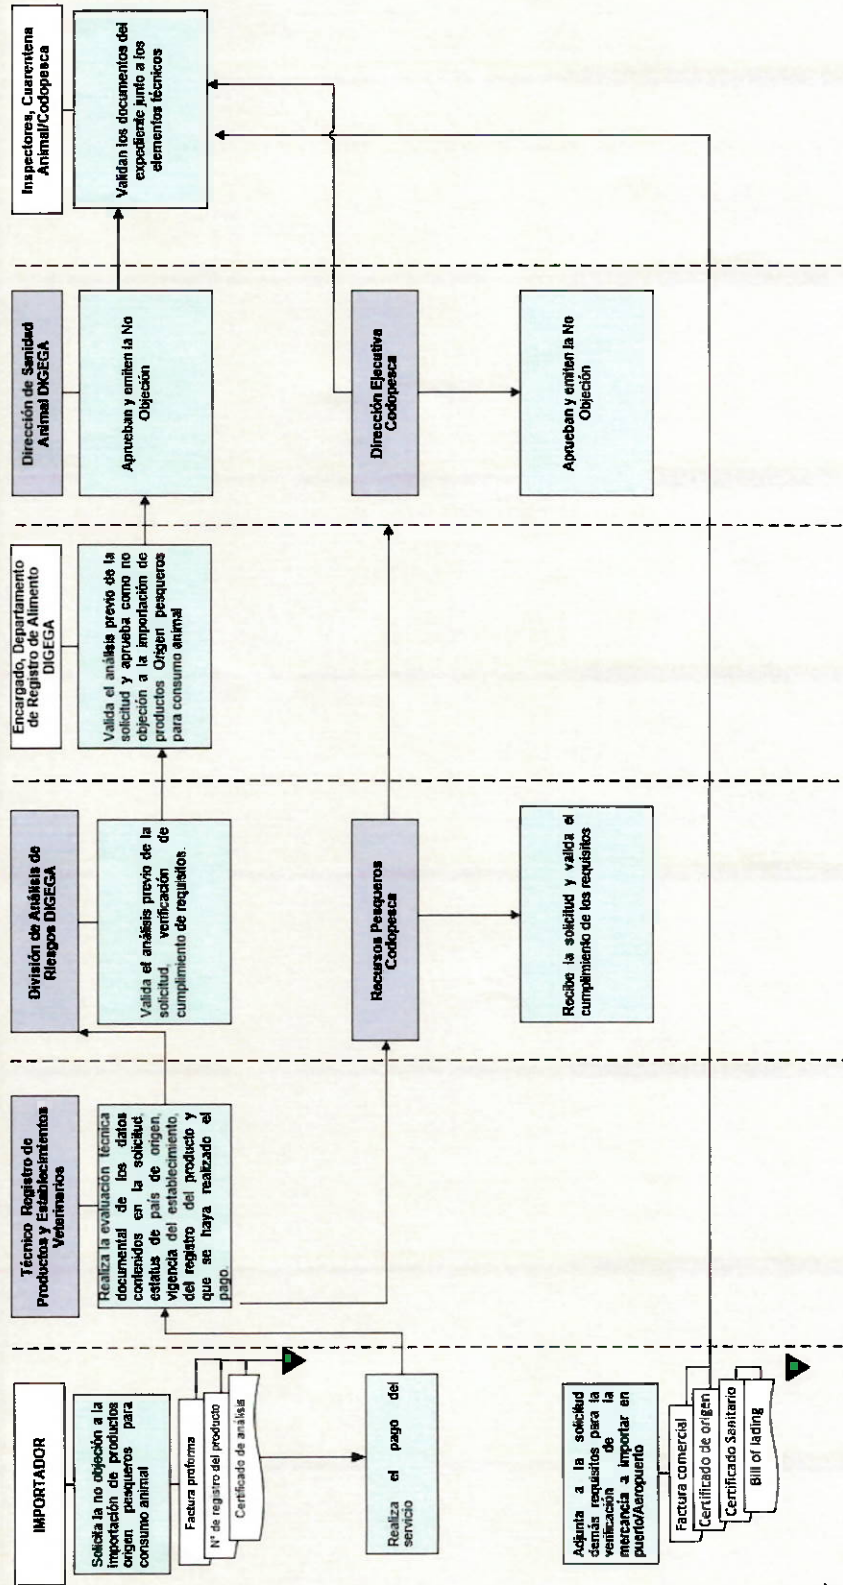 IMPORTADOR
Solicita la no objeción a la
importación de productos
origen pesqueros para
consumo animal
Factura proforma
N° de registro del producto
Certificado de análisis
Realiza el pago del
servicio
Adjunta a la solicitud
demás requisitos para la
verificación de la
mercancía a importar en
puerto/Aeropuerto
Factura comercial
Certificado de origen
Certificado Sanitario
Bill of lading
Técnico Registro de
Productos y Establecimientos
Veterinarios
Realiza la evaluación técnica
documental de los datos
contenidos en la solicitud,
estatus de país de origen,
vigencia del establecimiento,
del registro del producto y
que se haya realizado el
pago.
División de Análisis de
Riesgos DIGEGA
Valida el análisis previo de la
solicitud, verificación de
cumplimiento de requisitos.
Recursos Pesqueros
Codopesca
Recibe la solicitud y valida el
cumplimiento de los requisitos
Encargado, Departamento
de Registro de Alimento
DIGEGA
Valida el análisis previo de la
solicitud y aprueba como no
objeción a la importación de
productos Origen pesqueros
para consumo animal
Dirección de Sanidad
Animal DIGEGA
Aprueban y emiten la No
Objeción
Dirección Ejecutiva
Codopesca
Aprueban y emiten la No
Objeción
Inspectores, Cuarentena
Animal/Codopesca
Validan los documentos del
expediente junto a los
elementos técnicos